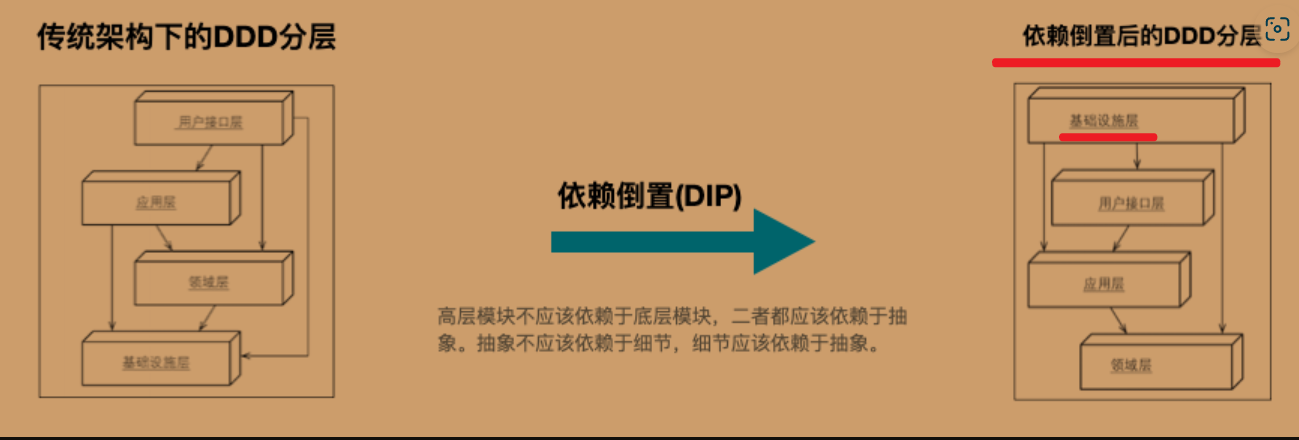 传统架构下的DDD分层
用户接口层
应用层
领域层
基础设施层
依赖倒置(DIP)
高层模块不应该依赖于底层模块，二者都应该依赖于抽
象。抽象不应该依赖于细节，细节应该依赖于抽象。
依赖倒置后的DDD分层
基础设施层
用户接口层
应用层
领域层